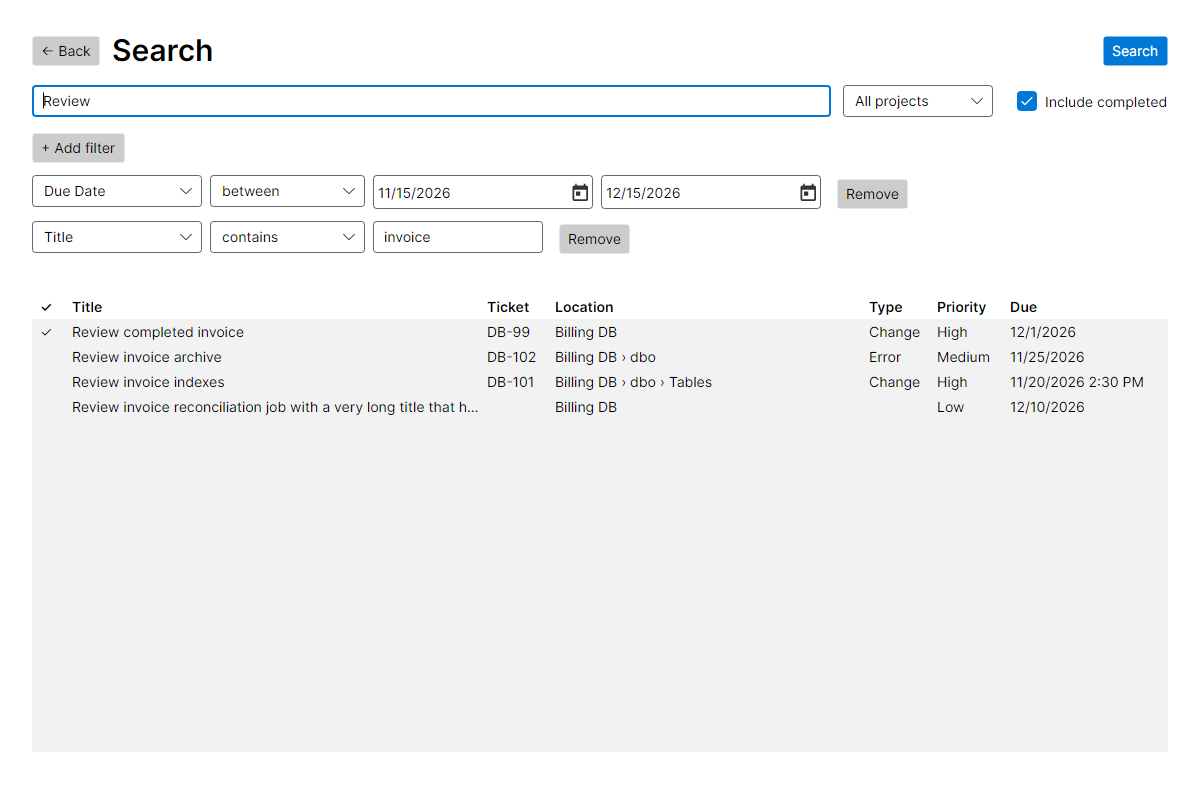 ← Back Search Search
Review All projects Include completed
+ Add filter
Due Date between 11/15/2026 12/15/2026 Remove
Title contains invoice Remove
✓ Title Ticket Location Type Priority Due
✓ Review completed invoice DB-99 Billing DB Change High 12/1/2026
Review invoice archive DB-102 Billing DB › dbo Error Medium 11/25/2026
Review invoice indexes DB-101 Billing DB › dbo › Tables Change High 11/20/2026 2:30 PM
Review invoice reconciliation job with a very long title that h... Billing DB Low 12/10/2026